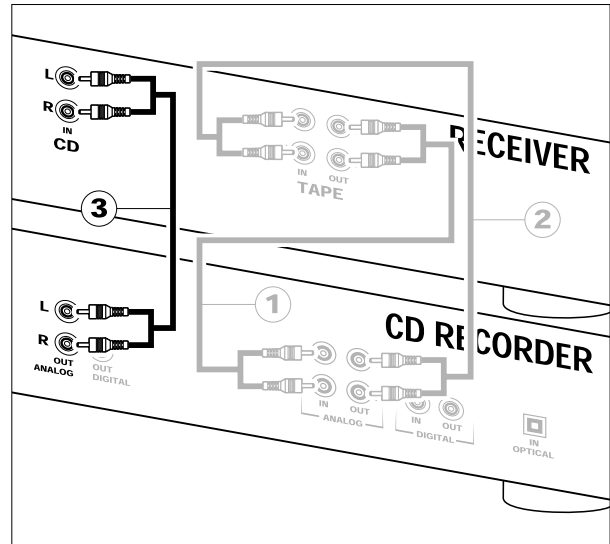 L
R
IN
CD
IN
OUT
TAPE
RECEIVER
3
2
1
L
R
OUT
ANALOG
OUT
DIGITAL
CD RECORDER
IN
OUT
ANALOG
IN
OUT
DIGITAL
IN
OPTICAL